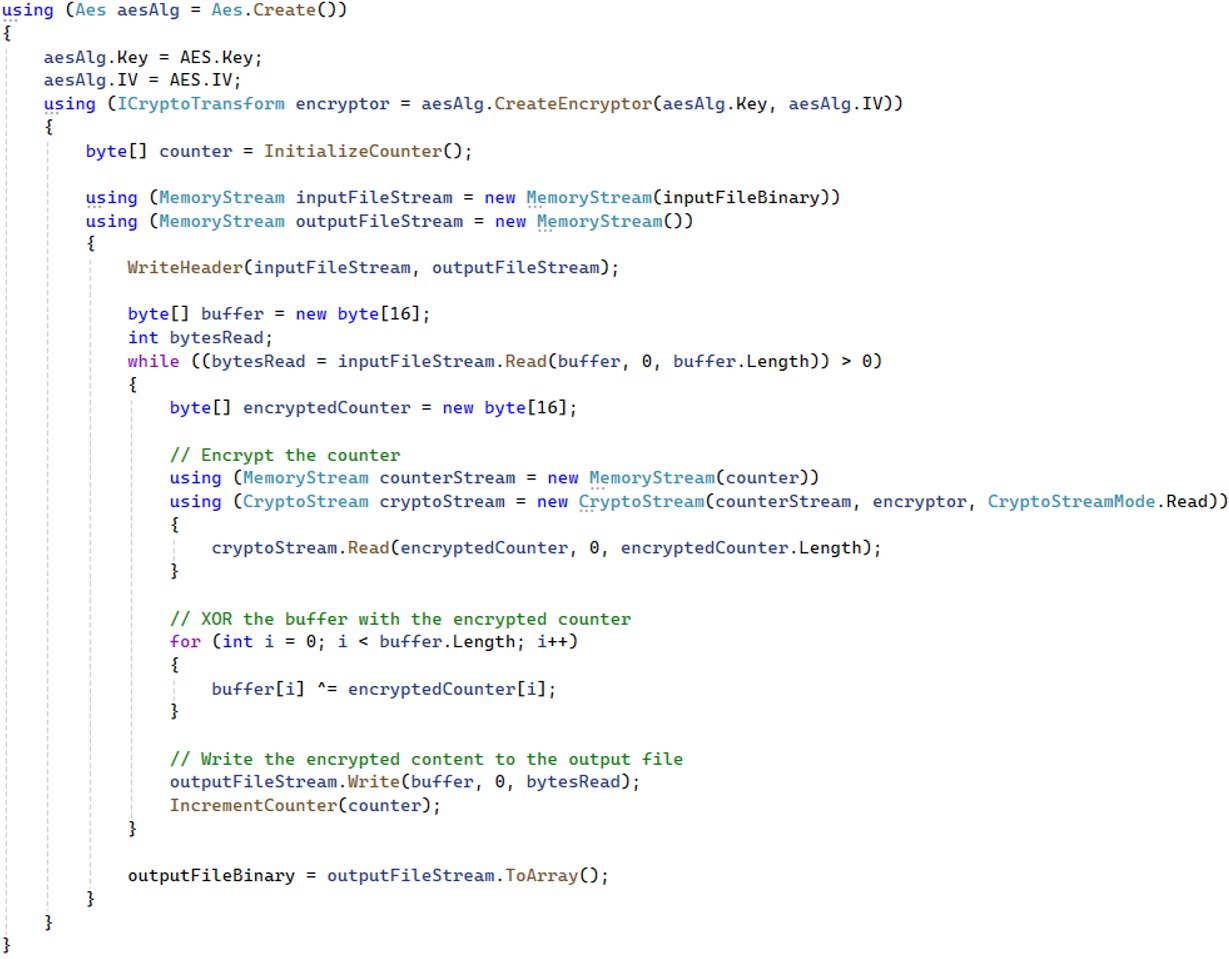 using (Aes aesAlg = Aes.Create())
{
    aesAlg.Key = AES.Key;
    aesAlg.IV = AES.IV;
    using (ICryptoTransform encryptor = aesAlg.CreateEncryptor(aesAlg.Key, aesAlg.IV))
    {
        byte[] counter = InitializeCounter();

        using (MemoryStream inputFileStream = new MemoryStream(inputFileBinary))
        using (MemoryStream outputFileStream = new MemoryStream())
        {
            WriteHeader(inputFileStream, outputFileStream);

            byte[] buffer = new byte[16];
            int bytesRead;
            while ((bytesRead = inputFileStream.Read(buffer, 0, buffer.Length)) > 0)
            {
                byte[] encryptedCounter = new byte[16];

                // Encrypt the counter
                using (MemoryStream counterStream = new MemoryStream(counter))
                using (CryptoStream cryptoStream = new CryptoStream(counterStream, encryptor, CryptoStreamMode.Read))
                {
                    cryptoStream.Read(encryptedCounter, 0, encryptedCounter.Length);
                }

                // XOR the buffer with the encrypted counter
                for (int i = 0; i < buffer.Length; i++)
                {
                    buffer[i] ^= encryptedCounter[i];
                }

                // Write the encrypted content to the output file
                outputFileStream.Write(buffer, 0, bytesRead);
                IncrementCounter(counter);
            }

            outputFileBinary = outputFileStream.ToArray();
        }
    }
}